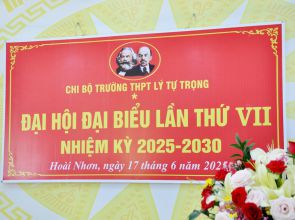 CHI BỘ TRƯỜNG THPT LÝ TỰ TRỌNG
ĐẠI HỘI ĐẠI BIỂU LẦN THỨ VII
NHIỆM KỲ 2025-2030
Hoài Nhơn, ngày 17 tháng 6 năm 2025